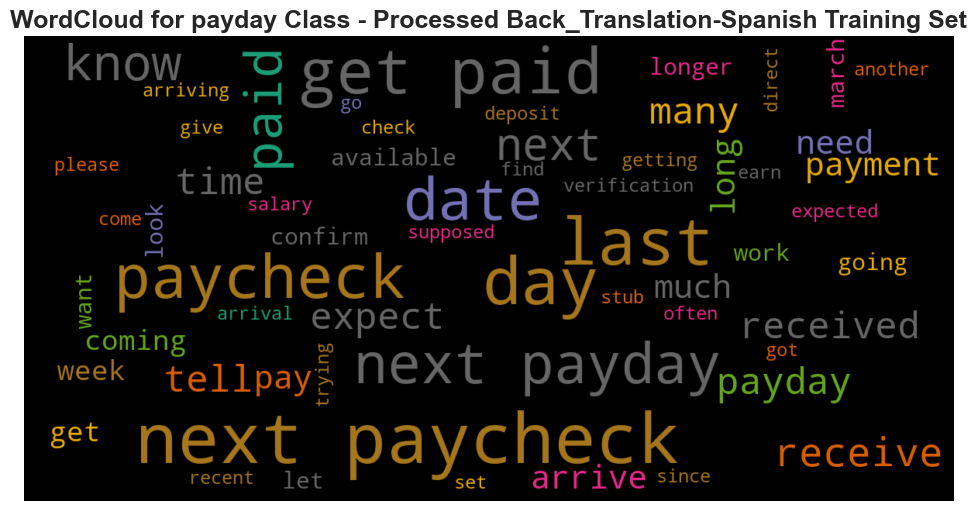 WordCloud for payday Class - Processed Back_Translation-Spanish Training Set
know
arriving
paid
get paid
go
longer
direct
march
another
give
check
deposit
many
next
need
please
available
find
getting
long
earn
payment
time
verification
salary
date
come
look
confirm
supposed
last
expected
work
going
paycheck
day
stub
much
want
arrival
expect
often
received
coming
got
week
tell
pay
trying
next payday
payday
get
next paycheck
receive
recent
let
set
arrive
since